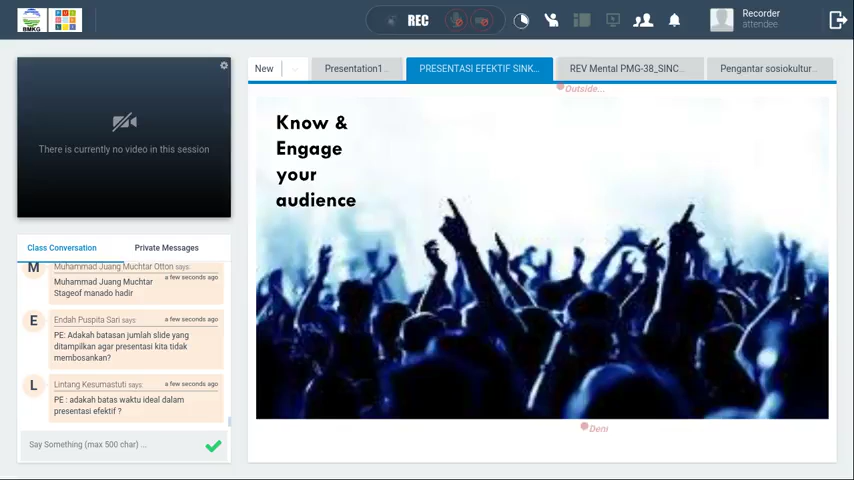 BMKG
REC
Recorder
attendee
There is currently no video in this session
New
Presentation1...
PRESENTASI EFEKTIF SINK...
REV Mental PMG-38_SINC...
Pengantar sosiokultur...
Outside...
Know &
Engage
your
audience
Deni
Class Conversation
Private Messages
M
Muhammad Juang Muchtar Otton says:
a few seconds ago
Muhammad Juang Muchtar
Stageof manado hadir
E
Endah Puspita Sari says:
a few seconds ago
PE: Adakah batasan jumlah slide yang
ditampilkan agar presentasi kita tidak
membosankan?
L
Lintang Kesumastuti says:
a few seconds ago
PE : adakah batas waktu ideal dalam
presentasi efektif ?
Say Something (max 500 char) ...